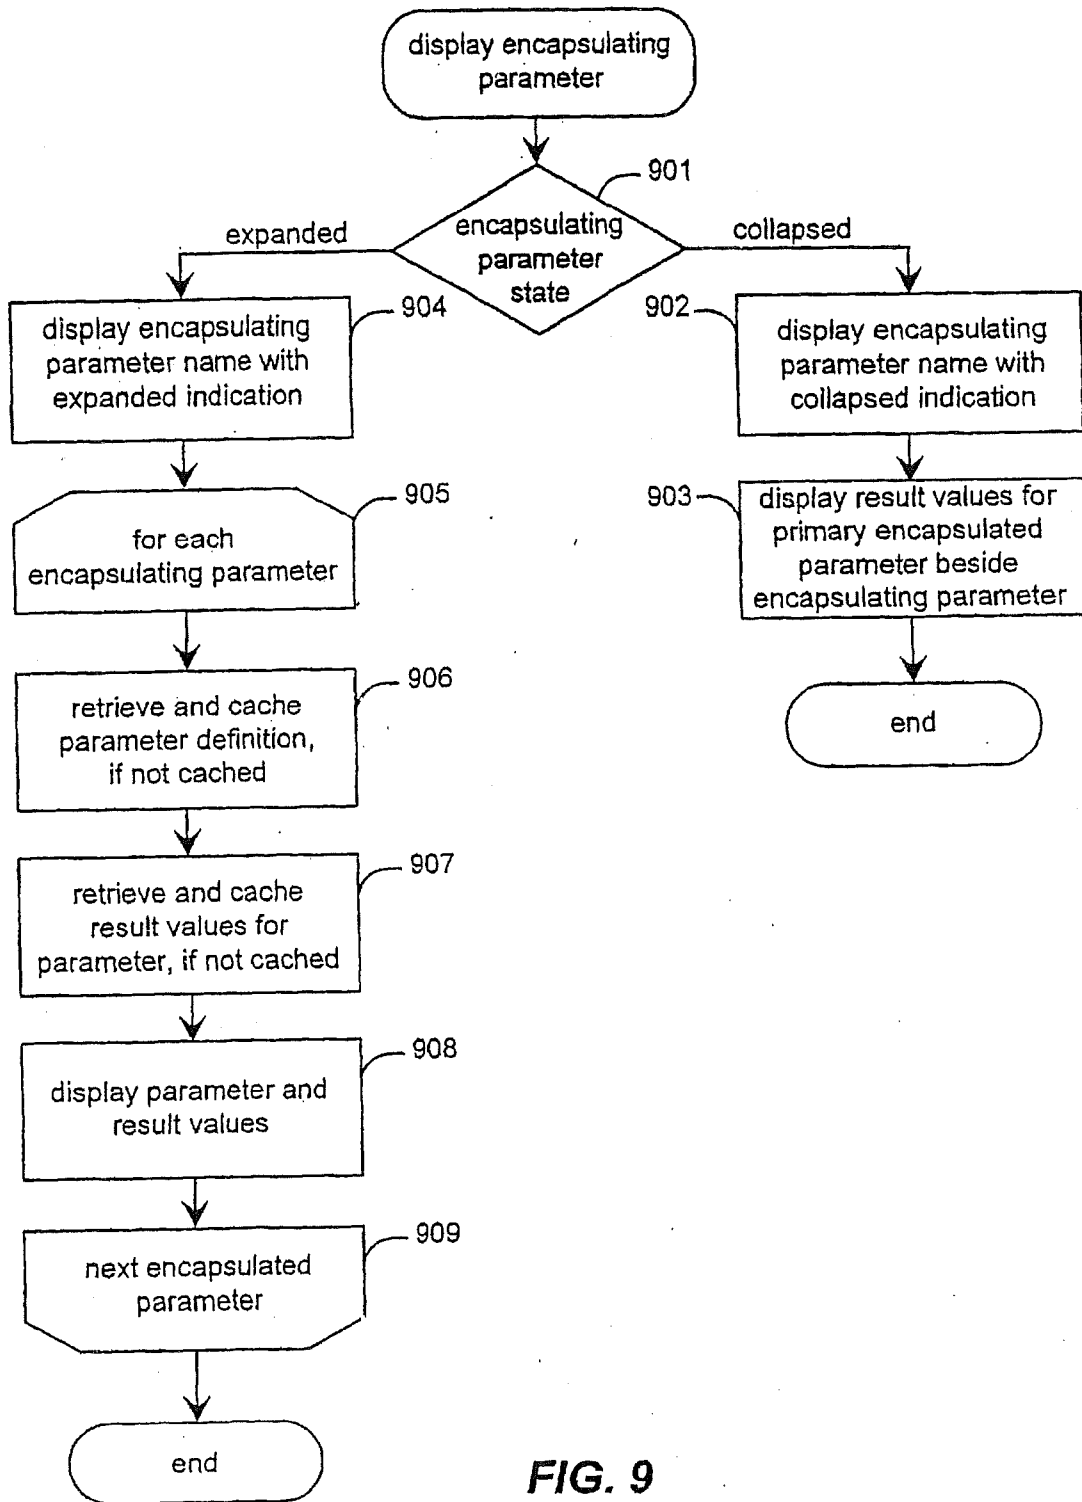 display encapsulating
parameter
901
encapsulating
parameter
state
expanded
collapsed
904
display encapsulating
parameter name with
expanded indication
902
display encapsulating
parameter name with
collapsed indication
905
for each
encapsulating parameter
903
display result values for
primary encapsulated
parameter beside
encapsulating parameter
906
retrieve and cache
parameter definition,
if not cached
end
907
retrieve and cache
result values for
parameter, if not cached
908
display parameter and
result values
909
next encapsulated
parameter
end
FIG. 9